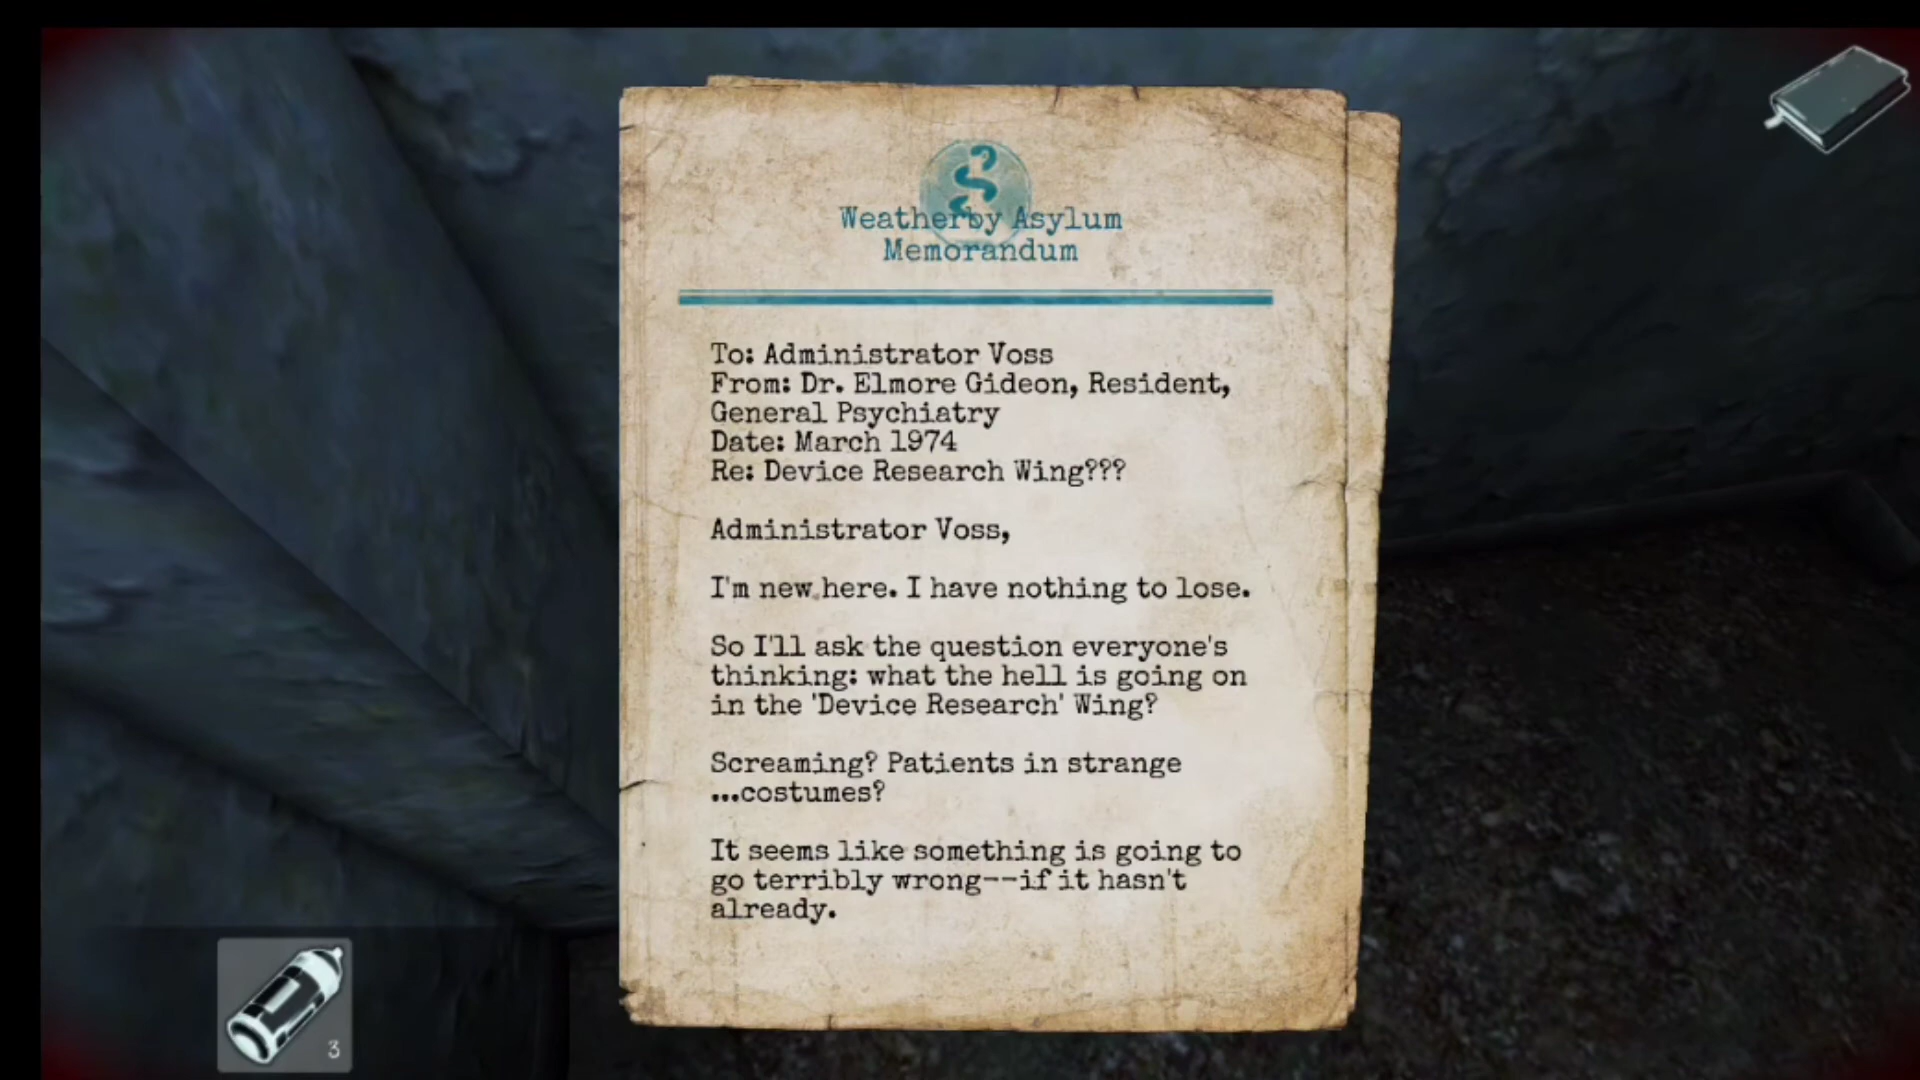 Weatherby Asylum
Memorandum
To: Administrator Voss
From: Dr. Elmore Gideon, Resident,
General Psychiatry
Date: March 1974
Re: Device Research Wing???
Administrator Voss,
I'm new here. I have nothing to lose.
So I'll ask the question everyone's
thinking: what the hell is going on
in the 'Device Research' Wing?
Screaming? Patients in strange
...costumes?
It seems like something is going to
go terribly wrong--if it hasn't
already.
3